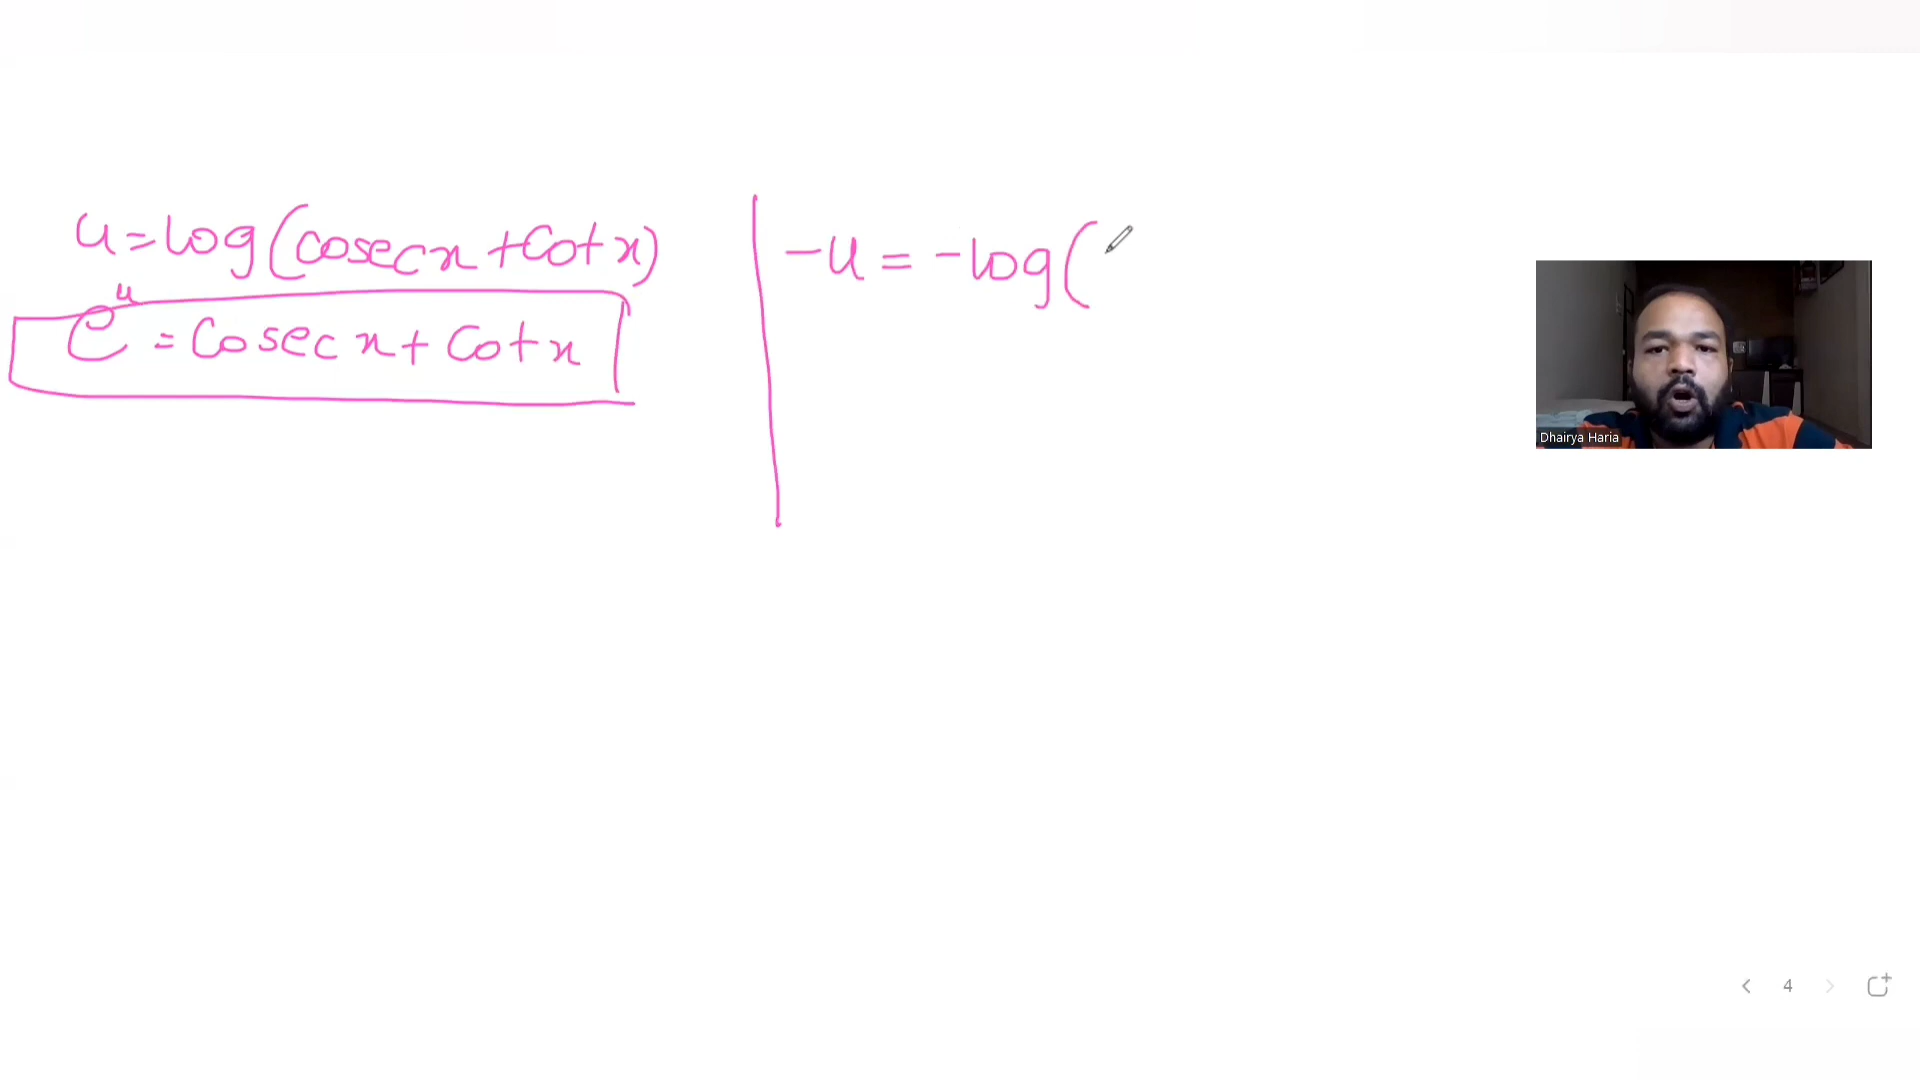 u=log(cosecx+cotx)
e^u=cosecx+cotx
-u=-log(
Dhairya Haria
4